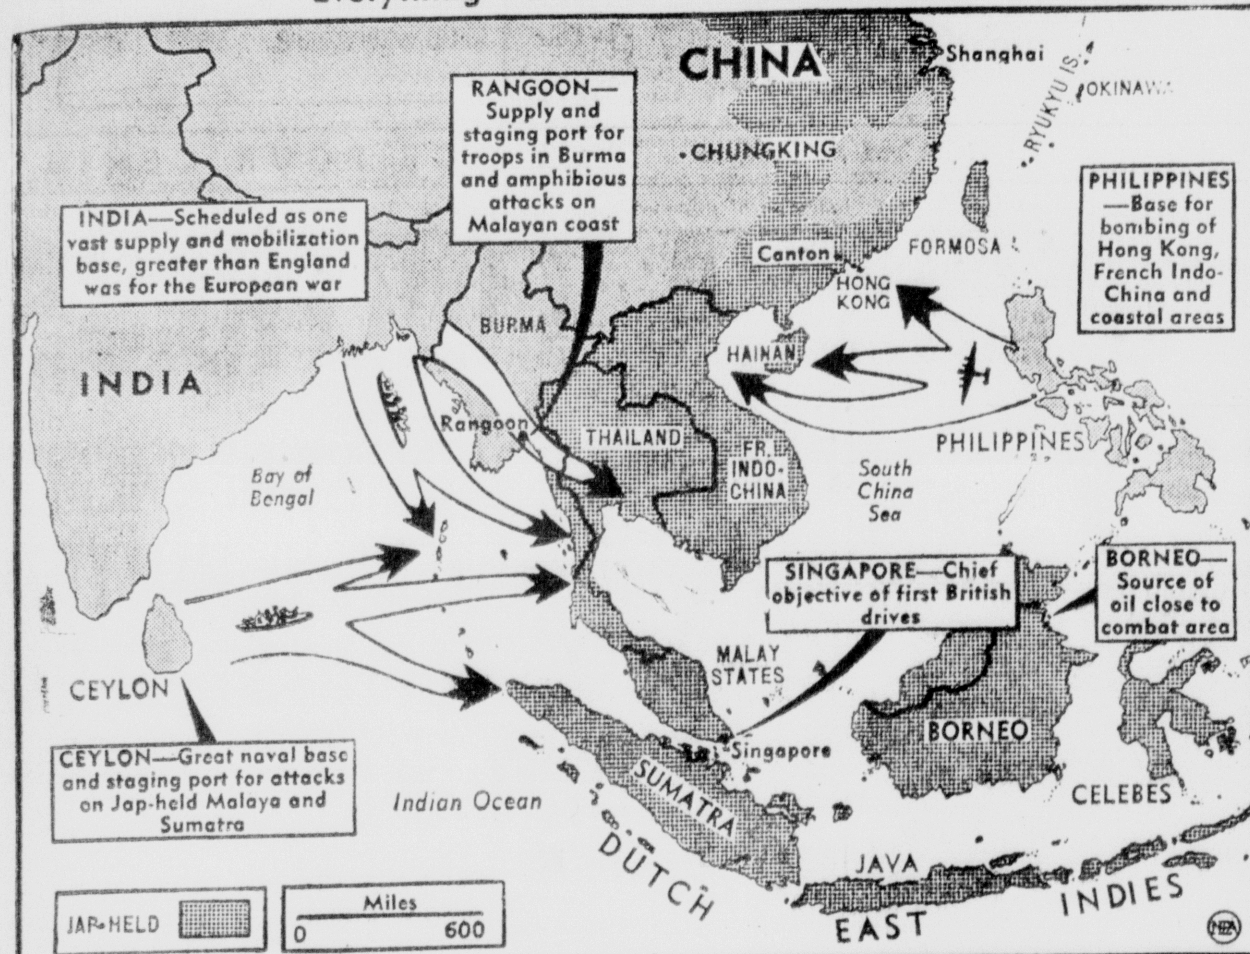 CHINA
Shanghai
RYUKYU IS.
OKINAWA
RANGOON—
Supply and
staging port for
troops in Burma
and amphibious
attacks on
Malayan coast
•CHUNGKING
PHILIPPINES
—Base for
bombing of
Hong Kong,
French Indo-
China and
coastal areas
INDIA—Scheduled as one
vast supply and mobilization
base, greater than England
was for the European war
Canton
FORMOSA
HONG
KONG
BURMA
HAINAN
INDIA
Rangoon
THAILAND
FR.
INDO-
CHINA
PHILIPPINES
Bay of
Bengal
South
China
Sea
SINGAPORE—Chief
objective of first British
drives
BORNEO—
Source of
oil close to
combat area
MALAY
STATES
CEYLON
BORNEO
Singapore
CEYLON—Great naval base
and staging port for attacks
on Jap-held Malaya and
Sumatra
SUMATRA
Indian Ocean
CELEBES
DUTCH
JAVA
EAST
INDIES
JAP-HELD
Miles
0 600
NEA